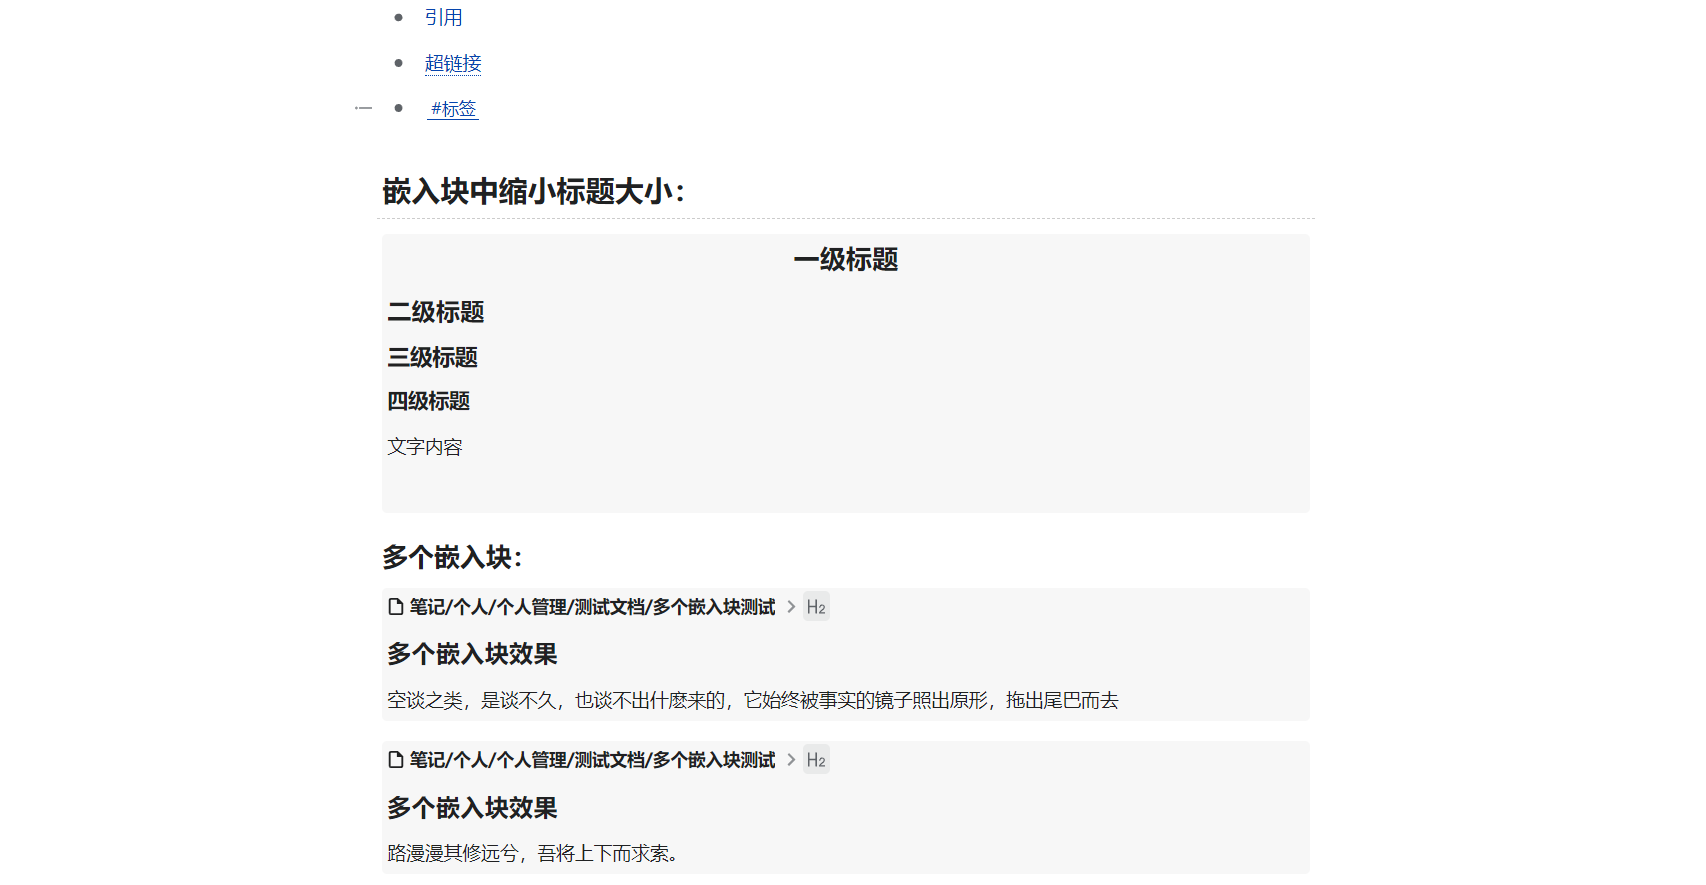 引用
超链接
#标签
嵌入块中缩小标题大小：
一级标题
二级标题
三级标题
四级标题
文字内容
多个嵌入块：
笔记/个人/个人管理/测试文档/多个嵌入块测试 > H2
多个嵌入块效果
空谈之类，是谈不久，也谈不出什麽来的，它始终被事实的镜子照出原形，拖出尾巴而去
笔记/个人/个人管理/测试文档/多个嵌入块测试 > H2
多个嵌入块效果
路漫漫其修远兮，吾将上下而求索。